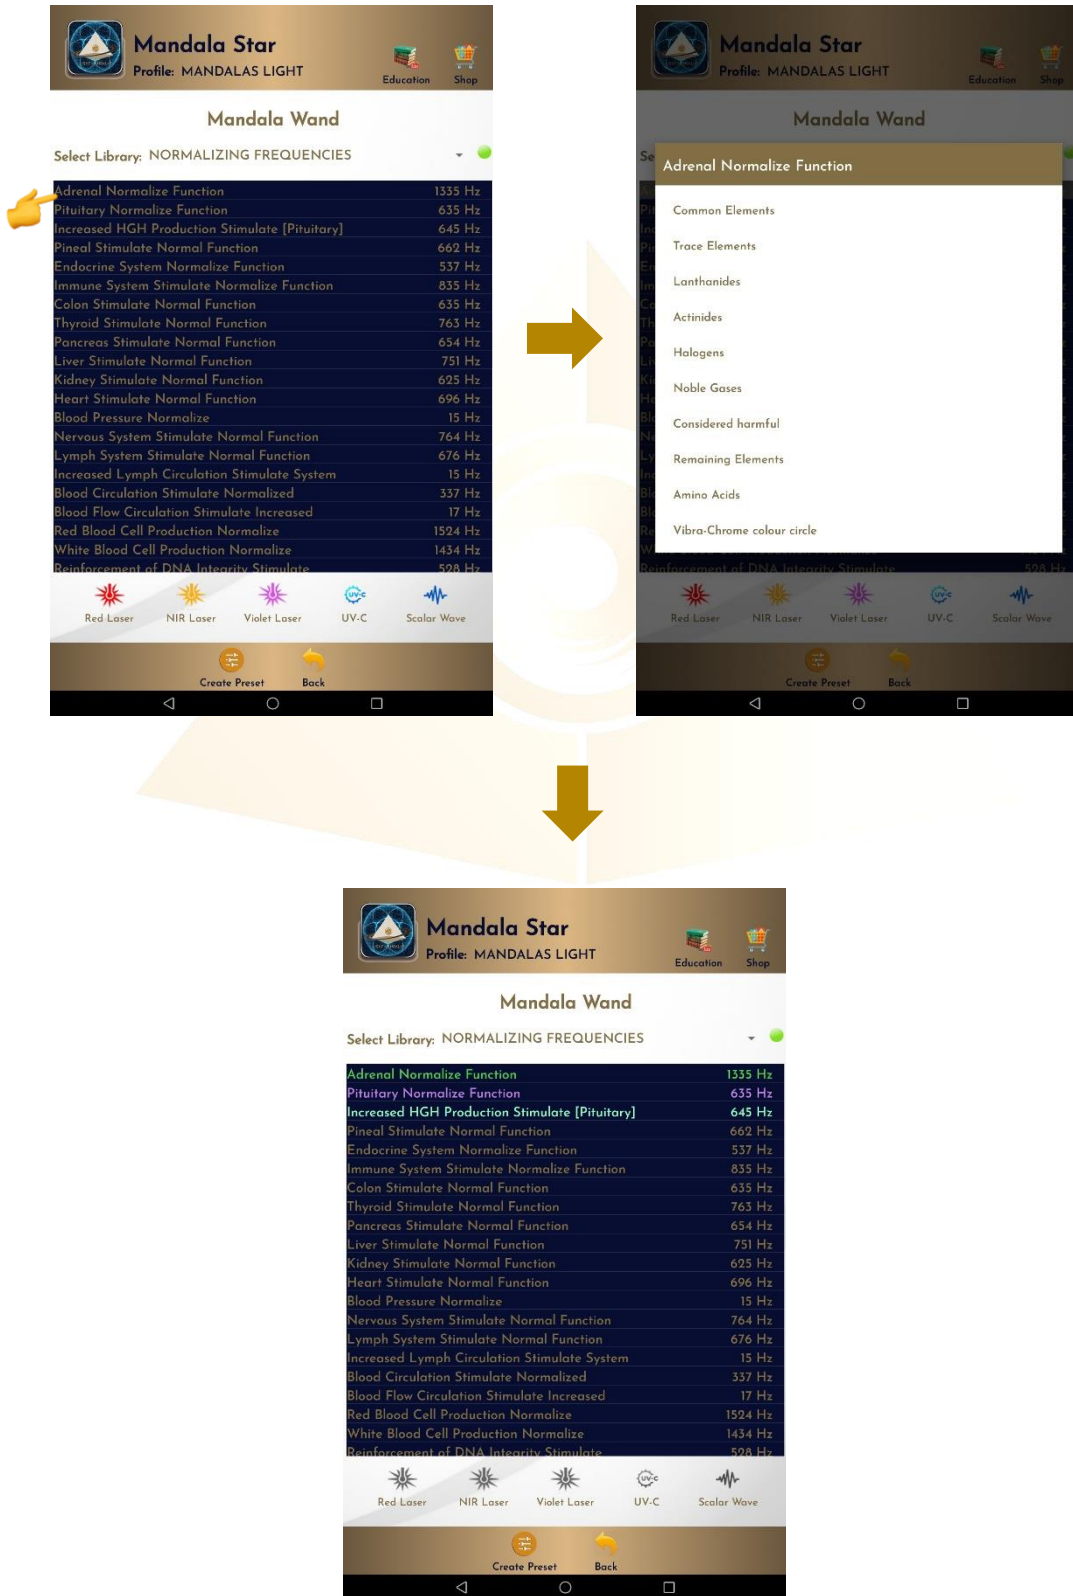 Mandala Star
Profile: MANDALAS LIGHT
Education
Shop
Mandala Wand
Select Library: NORMALIZING FREQUENCIES
Adrenal Normalize Function 1335 Hz
Pituitary Normalize Function 635 Hz
Increased HGH Production Stimulate [Pituitary] 645 Hz
Pineal Stimulate Normal Function 662 Hz
Endocrine System Normalize Function 537 Hz
Immune System Stimulate Normalize Function 835 Hz
Colon Stimulate Normal Function 635 Hz
Thyroid Stimulate Normal Function 763 Hz
Pancreas Stimulate Normal Function 654 Hz
Liver Stimulate Normal Function 751 Hz
Kidney Stimulate Normal Function 625 Hz
Heart Stimulate Normal Function 696 Hz
Blood Pressure Normalize 15 Hz
Nervous System Stimulate Normal Function 764 Hz
Lymph System Stimulate Normal Function 676 Hz
Increased Lymph Circulation Stimulate System 15 Hz
Blood Circulation Stimulate Normalized 337 Hz
Blood Flow Circulation Stimulate Increased 17 Hz
Red Blood Cell Production Normalize 1524 Hz
White Blood Cell Production Normalize 1434 Hz
Reinforcement of DNA Integrity Stimulate 528 Hz
UV-C
Red Laser NIR Laser Violet Laser UV-C Scalar Wave
Create Preset Back
Mandala Star
Profile: MANDALAS LIGHT
Education
Shop
Mandala Wand
Adrenal Normalize Function
Common Elements
Trace Elements
Lanthanides
Actinides
Halogens
Noble Gases
Considered harmful
Remaining Elements
Amino Acids
Vibra-Chrome colour circle
Reinforcement of DNA Integrity Stimulate 528 Hz
UV-C
Red Laser NIR Laser Violet Laser UV-C Scalar Wave
Create Preset Back
Mandala Star
Profile: MANDALAS LIGHT
Education
Shop
Mandala Wand
Select Library: NORMALIZING FREQUENCIES
Adrenal Normalize Function 1335 Hz
Pituitary Normalize Function 635 Hz
Increased HGH Production Stimulate [Pituitary] 645 Hz
Pineal Stimulate Normal Function 662 Hz
Endocrine System Normalize Function 537 Hz
Immune System Stimulate Normalize Function 835 Hz
Colon Stimulate Normal Function 635 Hz
Thyroid Stimulate Normal Function 763 Hz
Pancreas Stimulate Normal Function 654 Hz
Liver Stimulate Normal Function 751 Hz
Kidney Stimulate Normal Function 625 Hz
Heart Stimulate Normal Function 696 Hz
Blood Pressure Normalize 15 Hz
Nervous System Stimulate Normal Function 764 Hz
Lymph System Stimulate Normal Function 676 Hz
Increased Lymph Circulation Stimulate System 15 Hz
Blood Circulation Stimulate Normalized 337 Hz
Blood Flow Circulation Stimulate Increased 17 Hz
Red Blood Cell Production Normalize 1524 Hz
White Blood Cell Production Normalize 1434 Hz
Reinforcement of DNA Integrity Stimulate 528 Hz
UV-C
Red Laser NIR Laser Violet Laser UV-C Scalar Wave
Create Preset Back